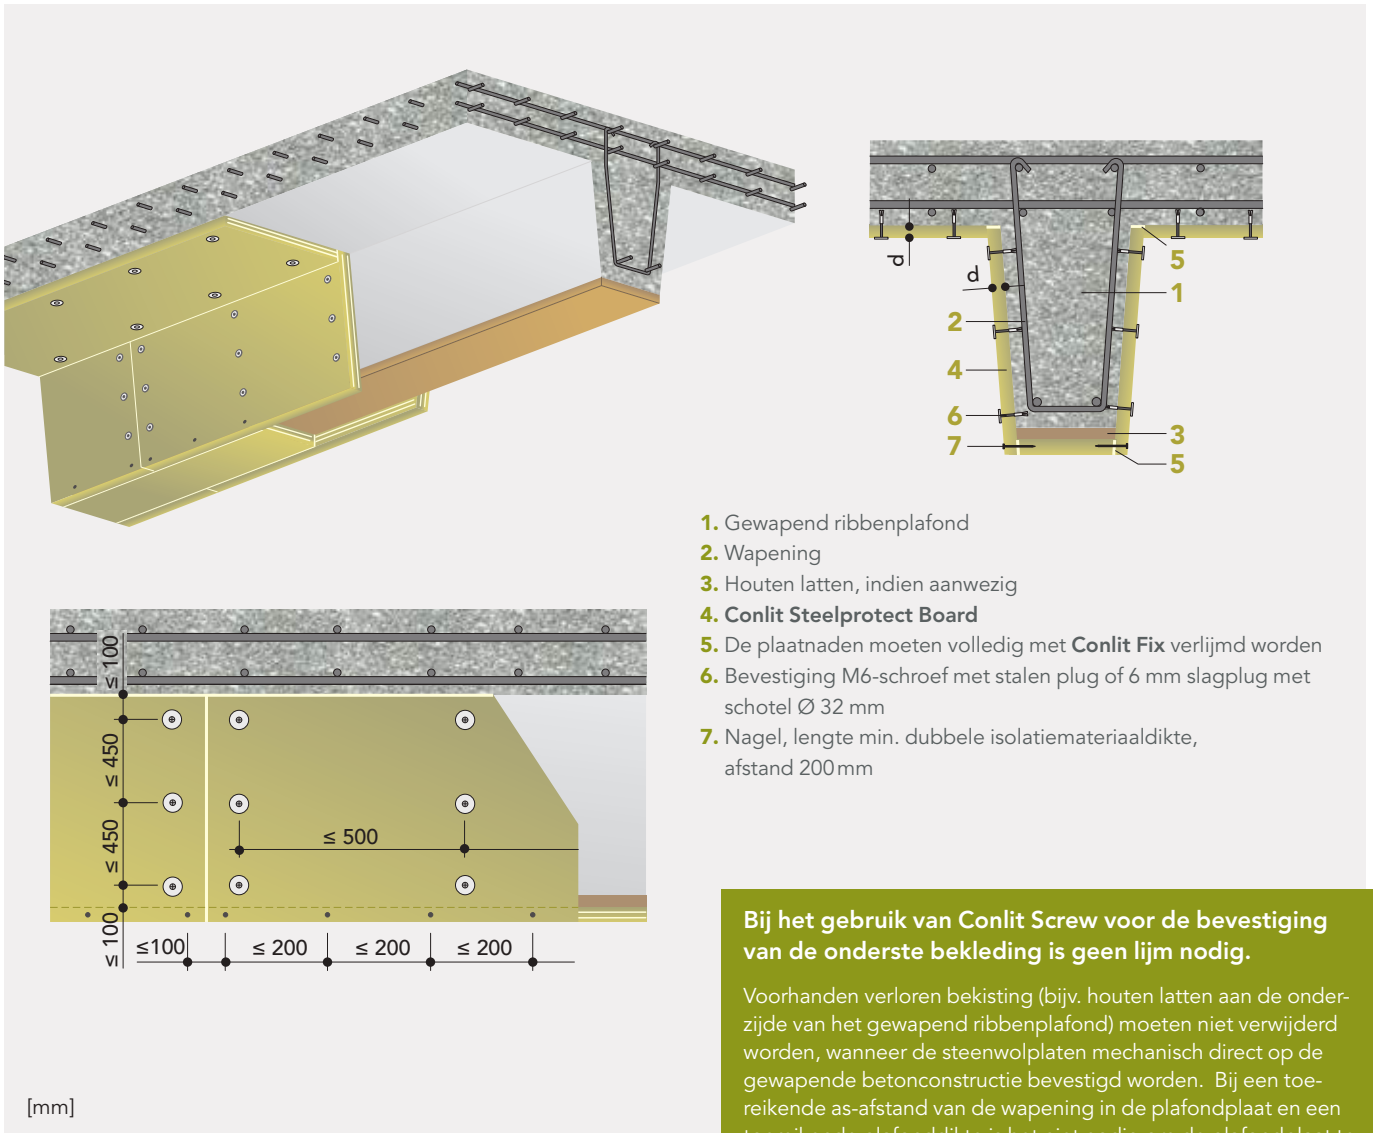 d
d
5
1
2
4
6
7
3
5
1. Gewapend ribbenplafond
2. Wapening
3. Houten latten, indien aanwezig
4. Conlit Steelprotect Board
5. De plaatnaden moeten volledig met Conlit Fix verlijmd worden
6. Bevestiging M6-schroef met stalen plug of 6 mm slagplug met
schotel Ø 32 mm
7. Nagel, lengte min. dubbele isolatiemateriaaldikte,
afstand 200 mm
≤ 100
≤ 450
≤ 450
≤ 100
≤ 500
≤100
≤ 200
≤ 200
≤ 200
[mm]
Bij het gebruik van Conlit Screw voor de bevestiging
van de onderste bekleding is geen lijm nodig.
Voorhanden verloren bekisting (bijv. houten latten aan de onder-
zijde van het gewapend ribbenplafond) moeten niet verwijderd
worden, wanneer de steenwolplaten mechanisch direct op de
gewapende betonconstructie bevestigd worden. Bij een toe-
reikende as-afstand van de wapening in de plafondplaat en een